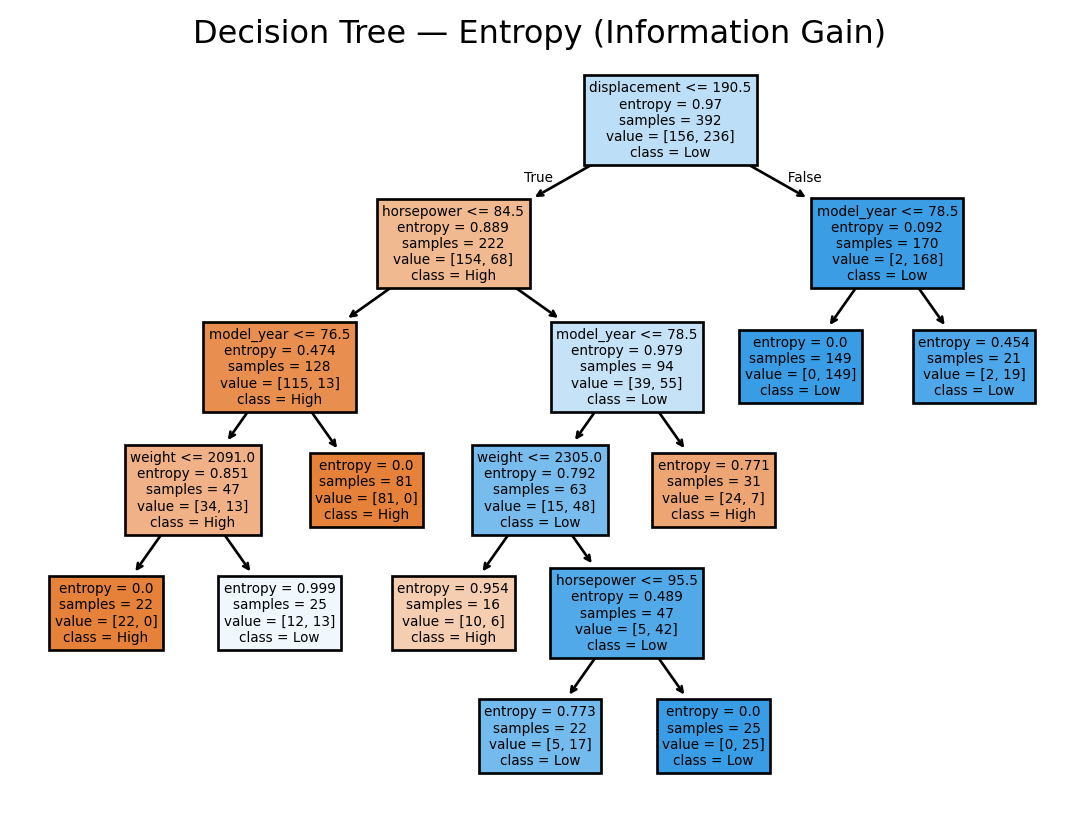 Decision Tree — Entropy (Information Gain)
displacement <= 190.5
entropy = 0.97
samples = 392
value = [156, 236]
class = Low
True
False
horsepower <= 84.5
entropy = 0.889
samples = 222
value = [154, 68]
class = High
model_year <= 78.5
entropy = 0.092
samples = 170
value = [2, 168]
class = Low
model_year <= 76.5
entropy = 0.474
samples = 128
value = [115, 13]
class = High
model_year <= 78.5
entropy = 0.979
samples = 94
value = [39, 55]
class = Low
entropy = 0.0
samples = 149
value = [0, 149]
class = Low
entropy = 0.454
samples = 21
value = [2, 19]
class = Low
weight <= 2091.0
entropy = 0.851
samples = 47
value = [34, 13]
class = High
entropy = 0.0
samples = 81
value = [81, 0]
class = High
weight <= 2305.0
entropy = 0.792
samples = 63
value = [15, 48]
class = Low
entropy = 0.771
samples = 31
value = [24, 7]
class = High
entropy = 0.0
samples = 22
value = [22, 0]
class = High
entropy = 0.999
samples = 25
value = [12, 13]
class = Low
entropy = 0.954
samples = 16
value = [10, 6]
class = High
horsepower <= 95.5
entropy = 0.489
samples = 47
value = [5, 42]
class = Low
entropy = 0.773
samples = 22
value = [5, 17]
class = Low
entropy = 0.0
samples = 25
value = [0, 25]
class = Low